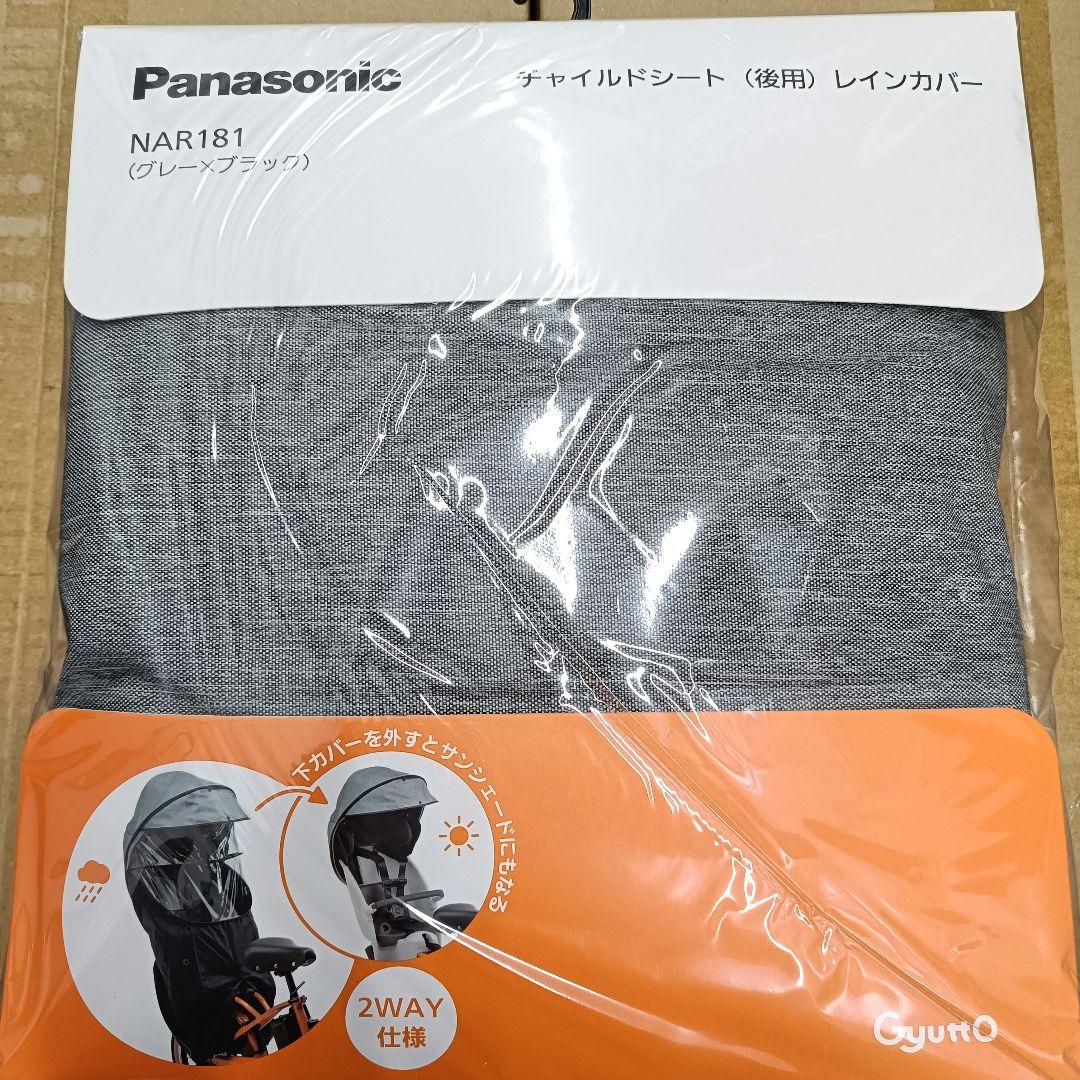 Panasonic
チャイルドシート（後用）レインカバー
NAR181
（グレー×ブラック）
下カバーを外すとサンシェードにもなる
2WAY
仕様
Gyutto